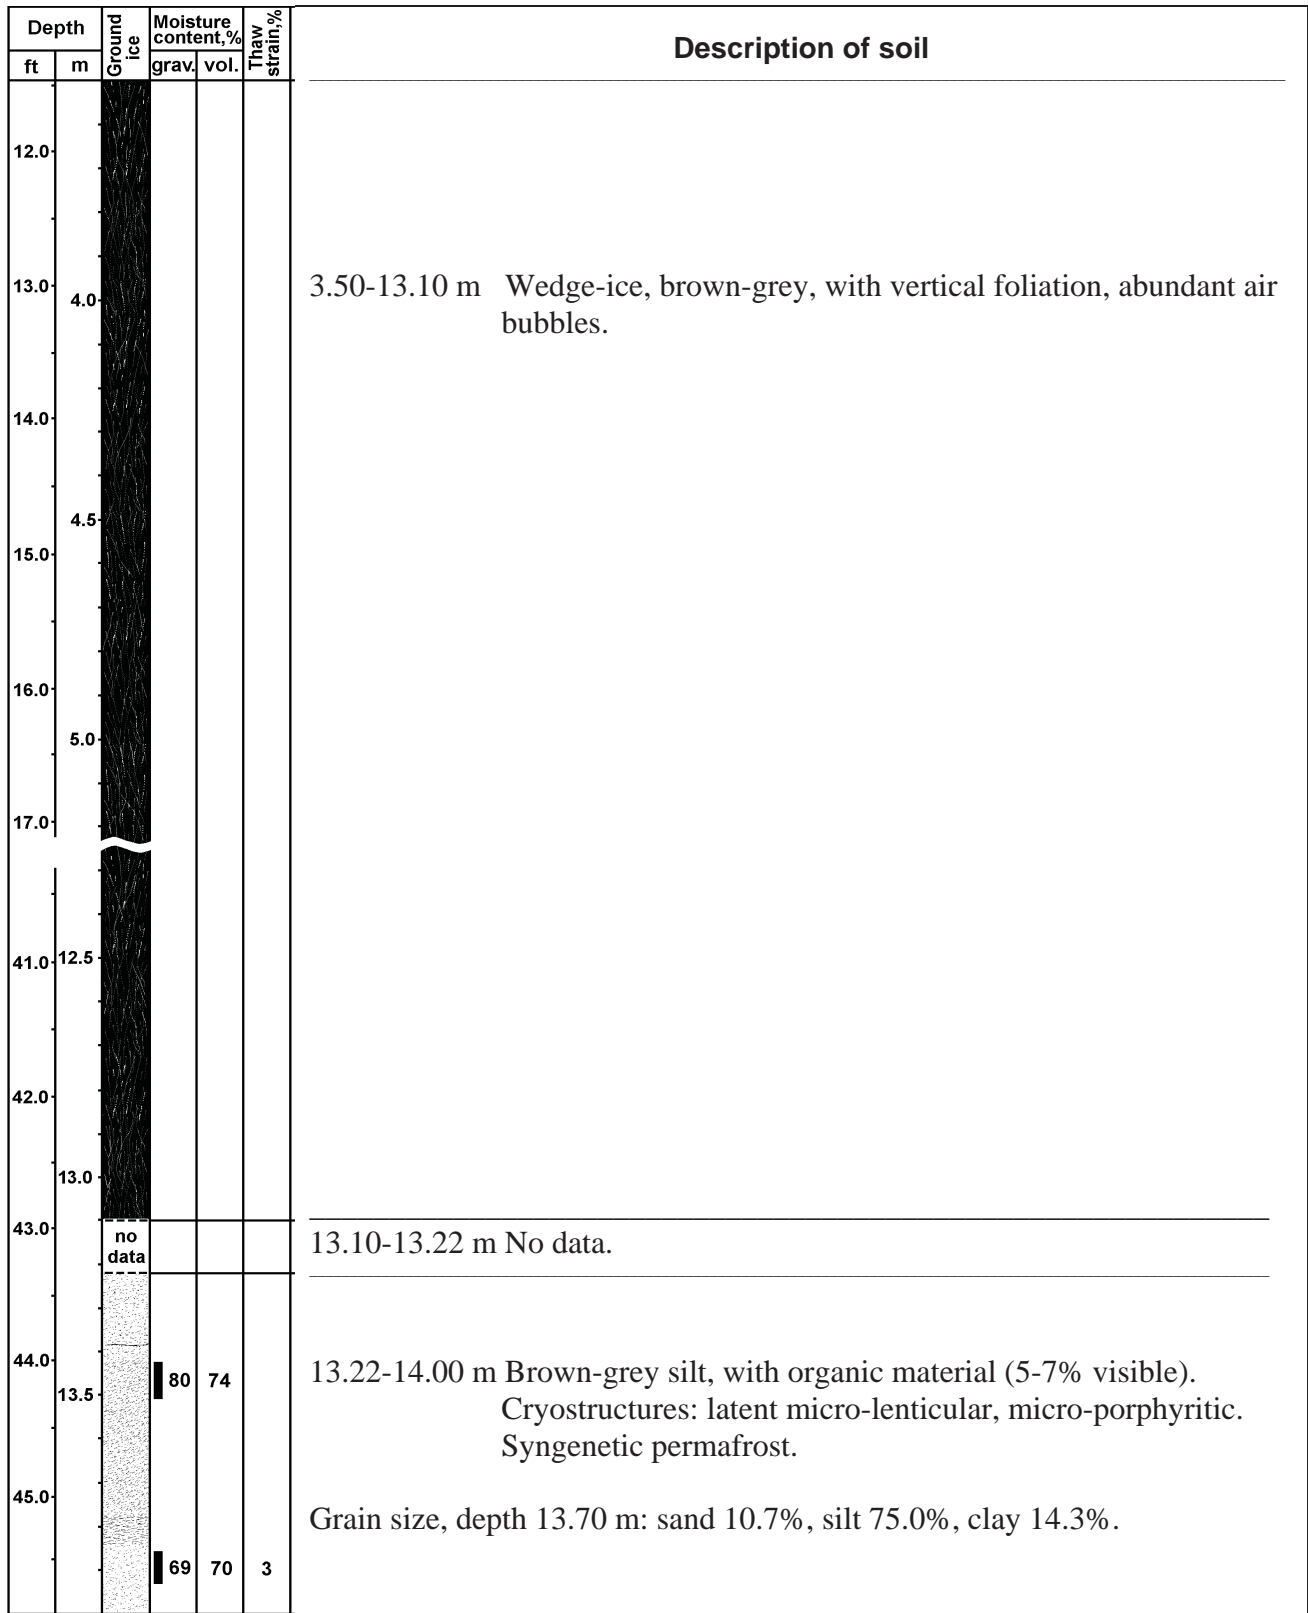 Depth
Ground ice
Moisture content,%
Thaw strain,%
Description of soil
ft m grav. vol.
12.0
3.50-13.10 m Wedge-ice, brown-grey, with vertical foliation, abundant air
13.0
4.0
bubbles.
14.0
4.5
15.0
16.0
5.0
17.0
41.0 12.5
42.0
13.0
43.0
no
data
13.10-13.22 m No data.
44.0
13.22-14.00 m Brown-grey silt, with organic material (5-7% visible).
80 74
13.5
Cryostructures: latent micro-lenticular, micro-porphyritic.
Syngenetic permafrost.
45.0
Grain size, depth 13.70 m: sand 10.7%, silt 75.0%, clay 14.3%.
69 70 3